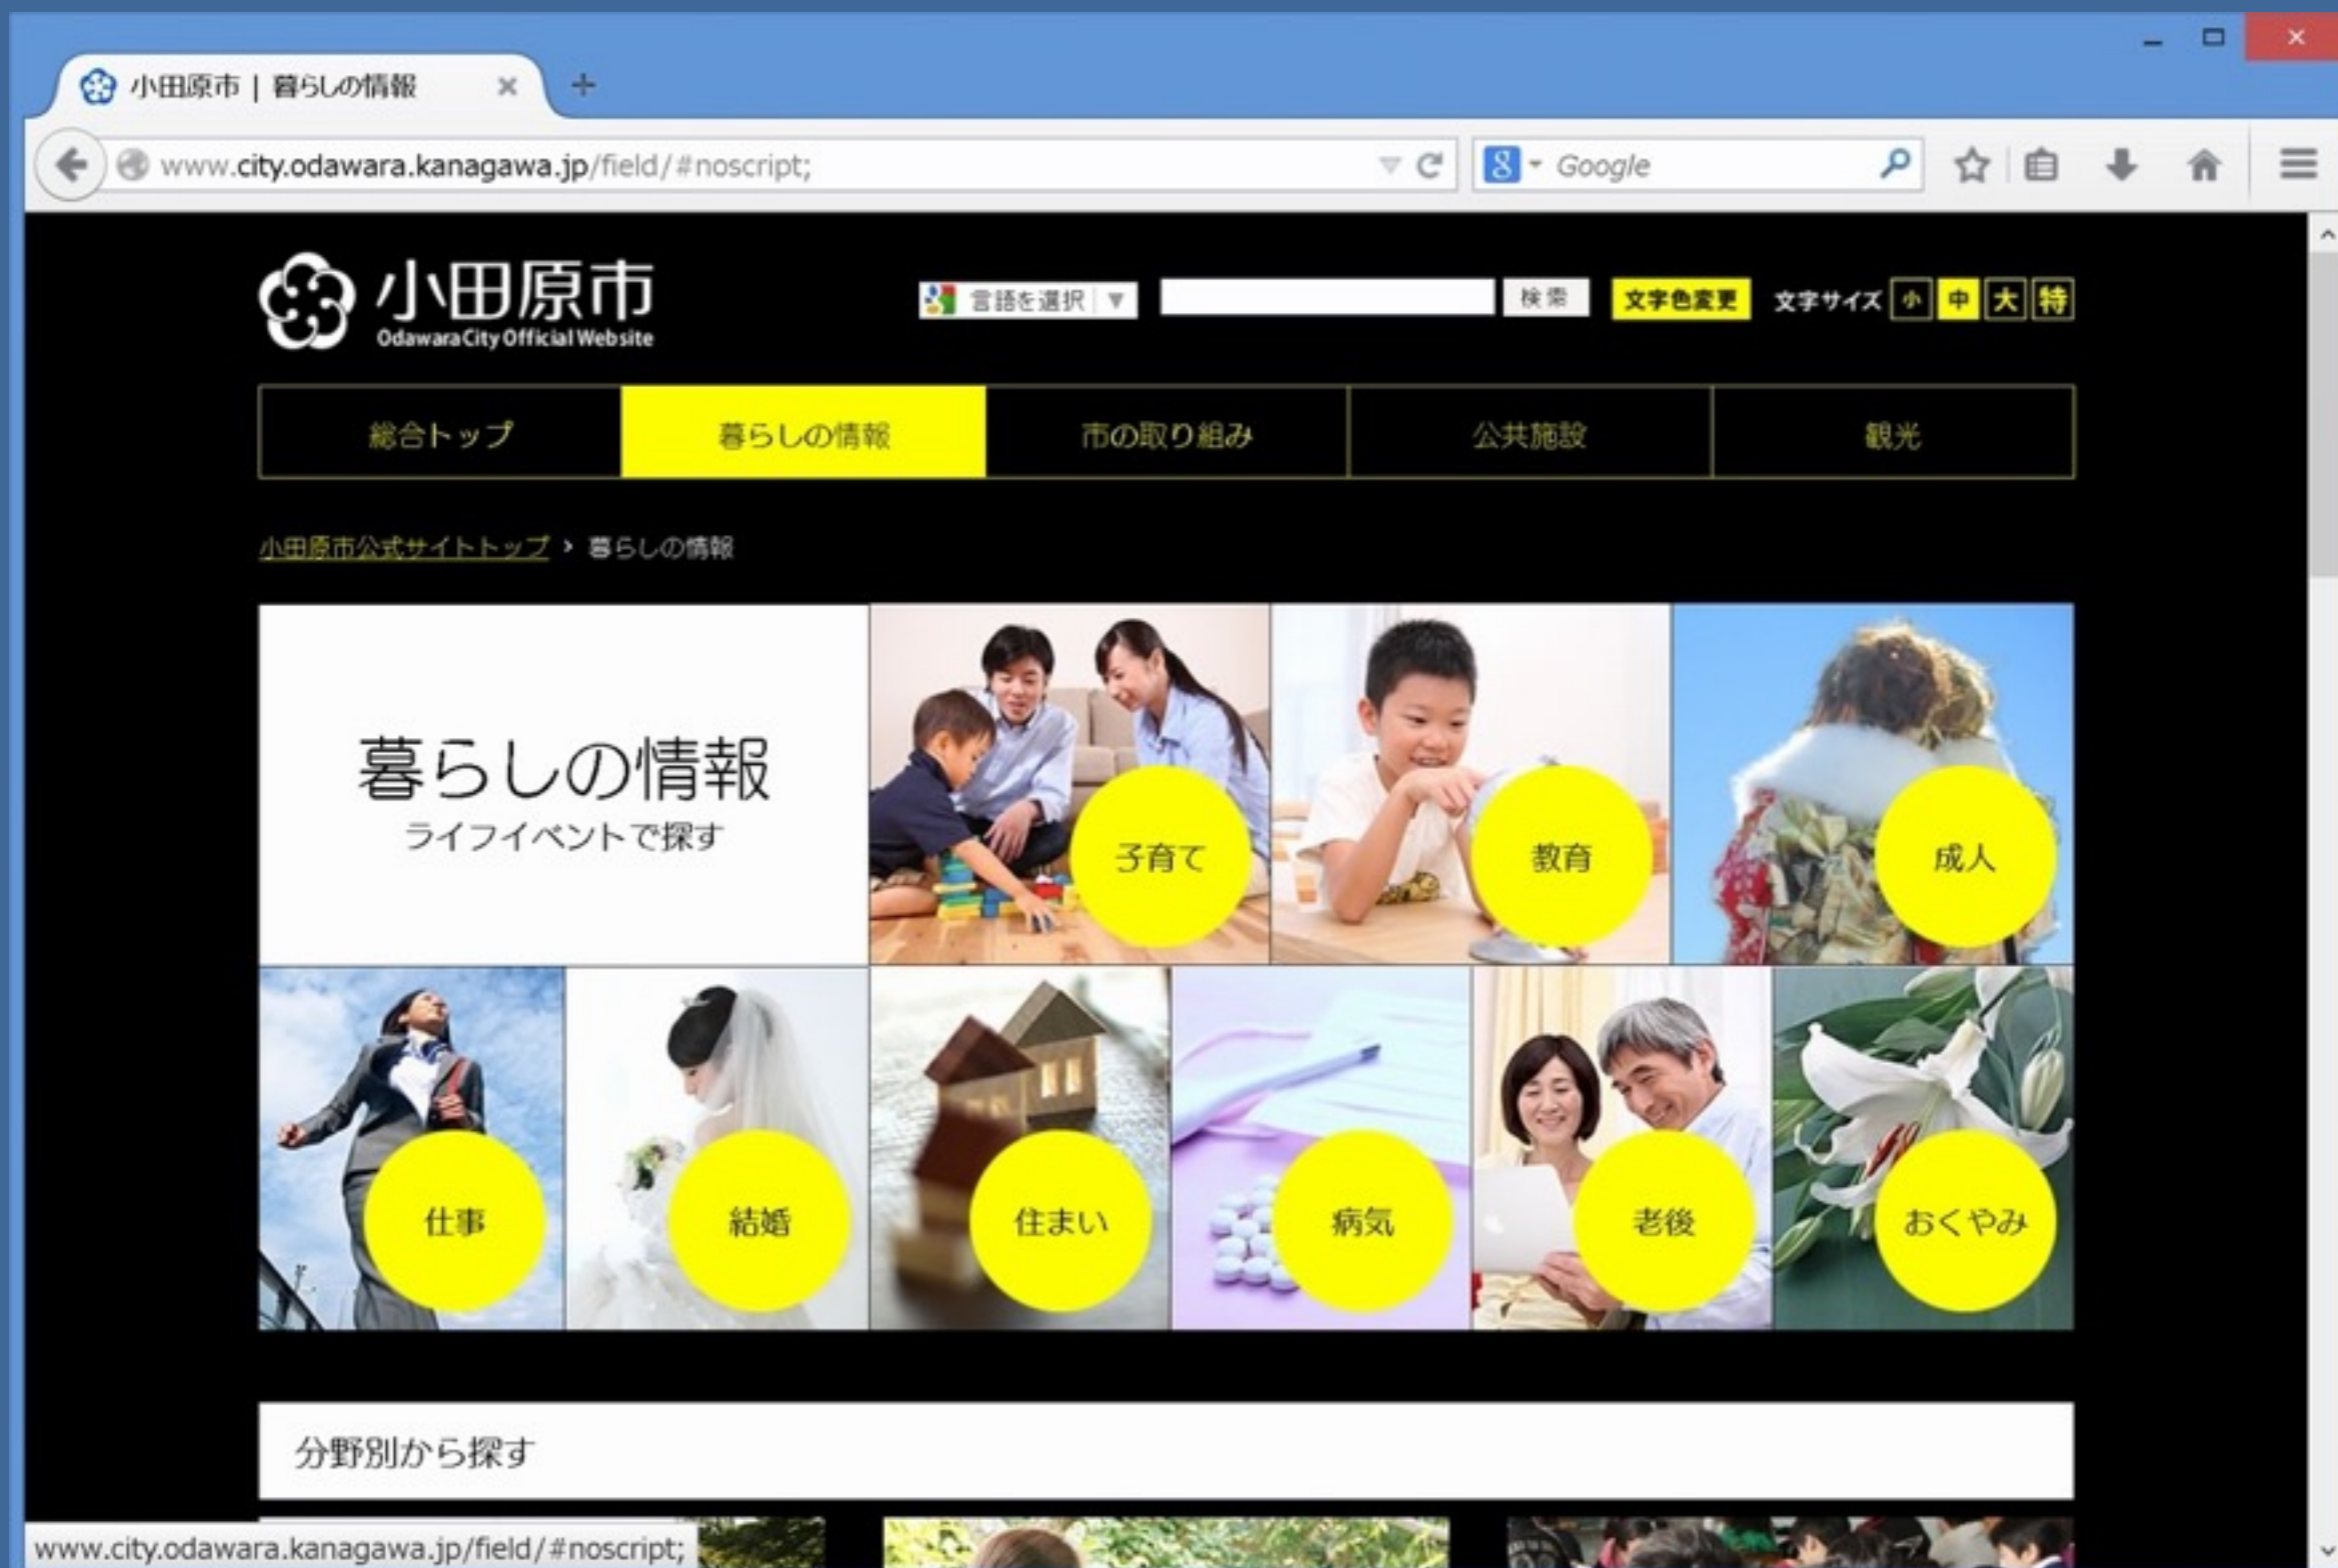 小田原市 | 暮らしの情報
www.city.odawara.kanagawa.jp/field/#noscript;
Google
小田原市
Odawara City Official Website
言語を選択
検索
文字色変更
文字サイズ 小 中 大 特
総合トップ 暮らしの情報 市の取り組み 公共施設 観光
小田原市公式サイトトップ › 暮らしの情報
暮らしの情報
ライフイベントで探す
子育て 教育 成人
仕事 結婚 住まい 病気 老後 おくやみ
分野別から探す
www.city.odawara.kanagawa.jp/field/#noscript;